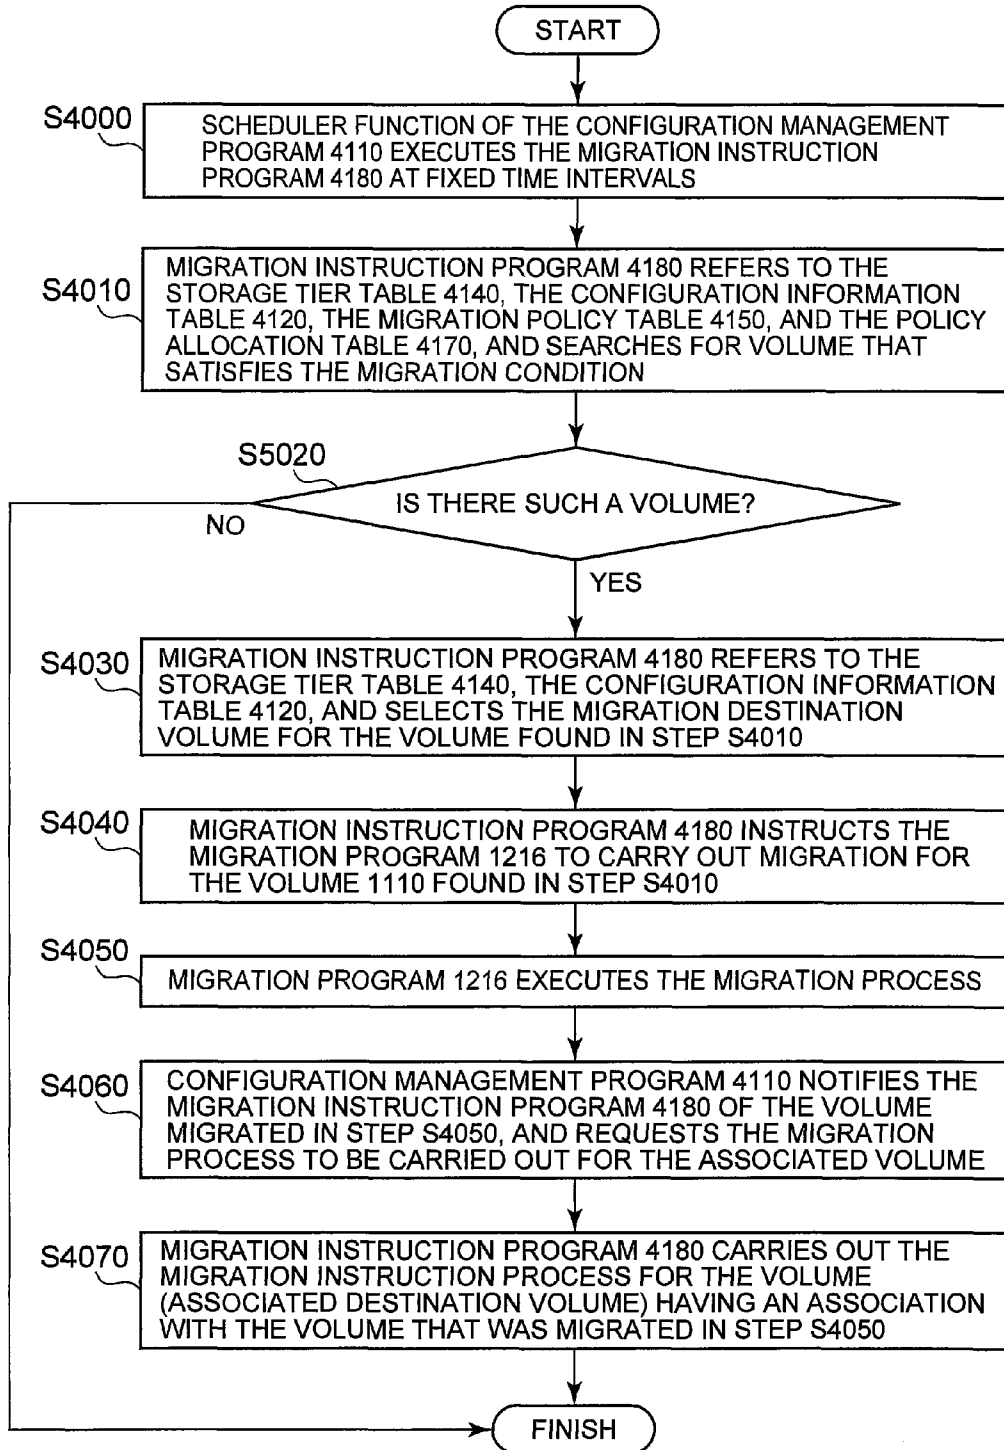 START
S4000
SCHEDULER FUNCTION OF THE CONFIGURATION MANAGEMENT
PROGRAM 4110 EXECUTES THE MIGRATION INSTRUCTION
PROGRAM 4180 AT FIXED TIME INTERVALS
S4010
MIGRATION INSTRUCTION PROGRAM 4180 REFERS TO THE
STORAGE TIER TABLE 4140, THE CONFIGURATION INFORMATION
TABLE 4120, THE MIGRATION POLICY TABLE 4150, AND THE POLICY
ALLOCATION TABLE 4170, AND SEARCHES FOR VOLUME THAT
SATISFIES THE MIGRATION CONDITION
S5020
IS THERE SUCH A VOLUME?
NO
YES
S4030
MIGRATION INSTRUCTION PROGRAM 4180 REFERS TO THE
STORAGE TIER TABLE 4140, THE CONFIGURATION INFORMATION
TABLE 4120, AND SELECTS THE MIGRATION DESTINATION
VOLUME FOR THE VOLUME FOUND IN STEP S4010
S4040
MIGRATION INSTRUCTION PROGRAM 4180 INSTRUCTS THE
MIGRATION PROGRAM 1216 TO CARRY OUT MIGRATION FOR
THE VOLUME 1110 FOUND IN STEP S4010
S4050
MIGRATION PROGRAM 1216 EXECUTES THE MIGRATION PROCESS
S4060
CONFIGURATION MANAGEMENT PROGRAM 4110 NOTIFIES THE
MIGRATION INSTRUCTION PROGRAM 4180 OF THE VOLUME
MIGRATED IN STEP S4050, AND REQUESTS THE MIGRATION
PROCESS TO BE CARRIED OUT FOR THE ASSOCIATED VOLUME
S4070
MIGRATION INSTRUCTION PROGRAM 4180 CARRIES OUT THE
MIGRATION INSTRUCTION PROCESS FOR THE VOLUME
(ASSOCIATED DESTINATION VOLUME) HAVING AN ASSOCIATION
WITH THE VOLUME THAT WAS MIGRATED IN STEP S4050
FINISH